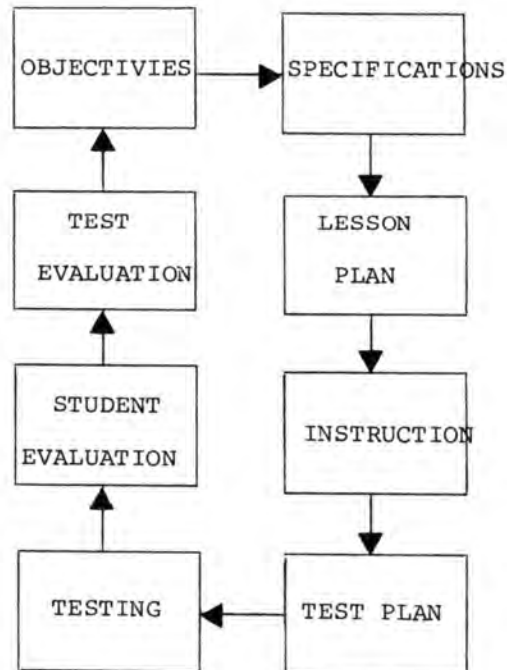 OBJECTIVIES
SPECIFICATIONS
LESSON
PLAN
INSTRUCTION
TEST PLAN
TESTING
STUDENT
EVALUATION
TEST
EVALUATION